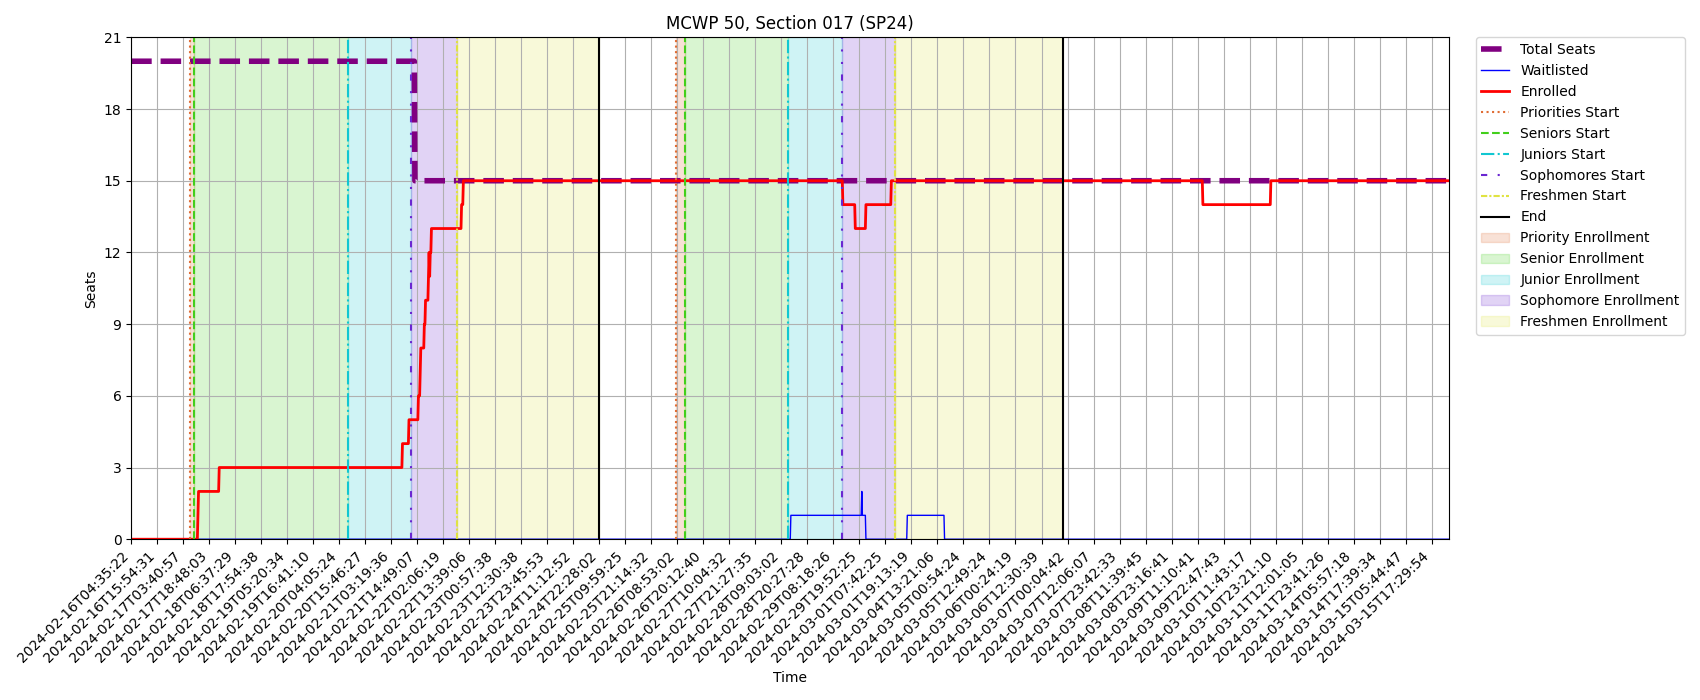 MCWP 50, Section 017 (SP24)
Seats
21
18
15
12
9
6
3
0
2024-02-16T04:35:22
2024-02-16T15:54:31
2024-02-17T03:40:57
2024-02-17T18:48:03
2024-02-18T06:37:29
2024-02-18T17:54:38
2024-02-19T05:20:34
2024-02-19T16:41:10
2024-02-20T04:05:24
2024-02-20T15:46:27
2024-02-21T03:19:36
2024-02-21T14:49:07
2024-02-22T02:06:19
2024-02-22T13:39:06
2024-02-23T00:57:38
2024-02-23T12:30:38
2024-02-23T23:45:53
2024-02-24T11:12:52
2024-02-24T22:28:02
2024-02-25T09:59:25
2024-02-25T21:14:32
2024-02-26T08:53:02
2024-02-26T20:12:40
2024-02-27T10:04:32
2024-02-27T21:27:35
2024-02-28T09:03:02
2024-02-28T20:27:28
2024-02-29T08:18:26
2024-02-29T19:52:25
2024-03-01T07:42:25
2024-03-01T19:13:19
2024-03-04T13:21:06
2024-03-05T00:54:24
2024-03-05T12:49:24
2024-03-06T00:24:19
2024-03-06T12:30:39
2024-03-07T00:04:42
2024-03-07T12:06:07
2024-03-07T23:42:33
2024-03-08T11:39:45
2024-03-08T23:16:41
2024-03-09T11:10:41
2024-03-09T22:47:43
2024-03-10T11:43:17
2024-03-10T23:21:10
2024-03-11T12:01:05
2024-03-11T23:41:26
2024-03-14T05:57:18
2024-03-14T17:39:34
2024-03-15T05:44:47
2024-03-15T17:29:54
Time
Total Seats
Waitlisted
Enrolled
Priorities Start
Seniors Start
Juniors Start
Sophomores Start
Freshmen Start
End
Priority Enrollment
Senior Enrollment
Junior Enrollment
Sophomore Enrollment
Freshmen Enrollment